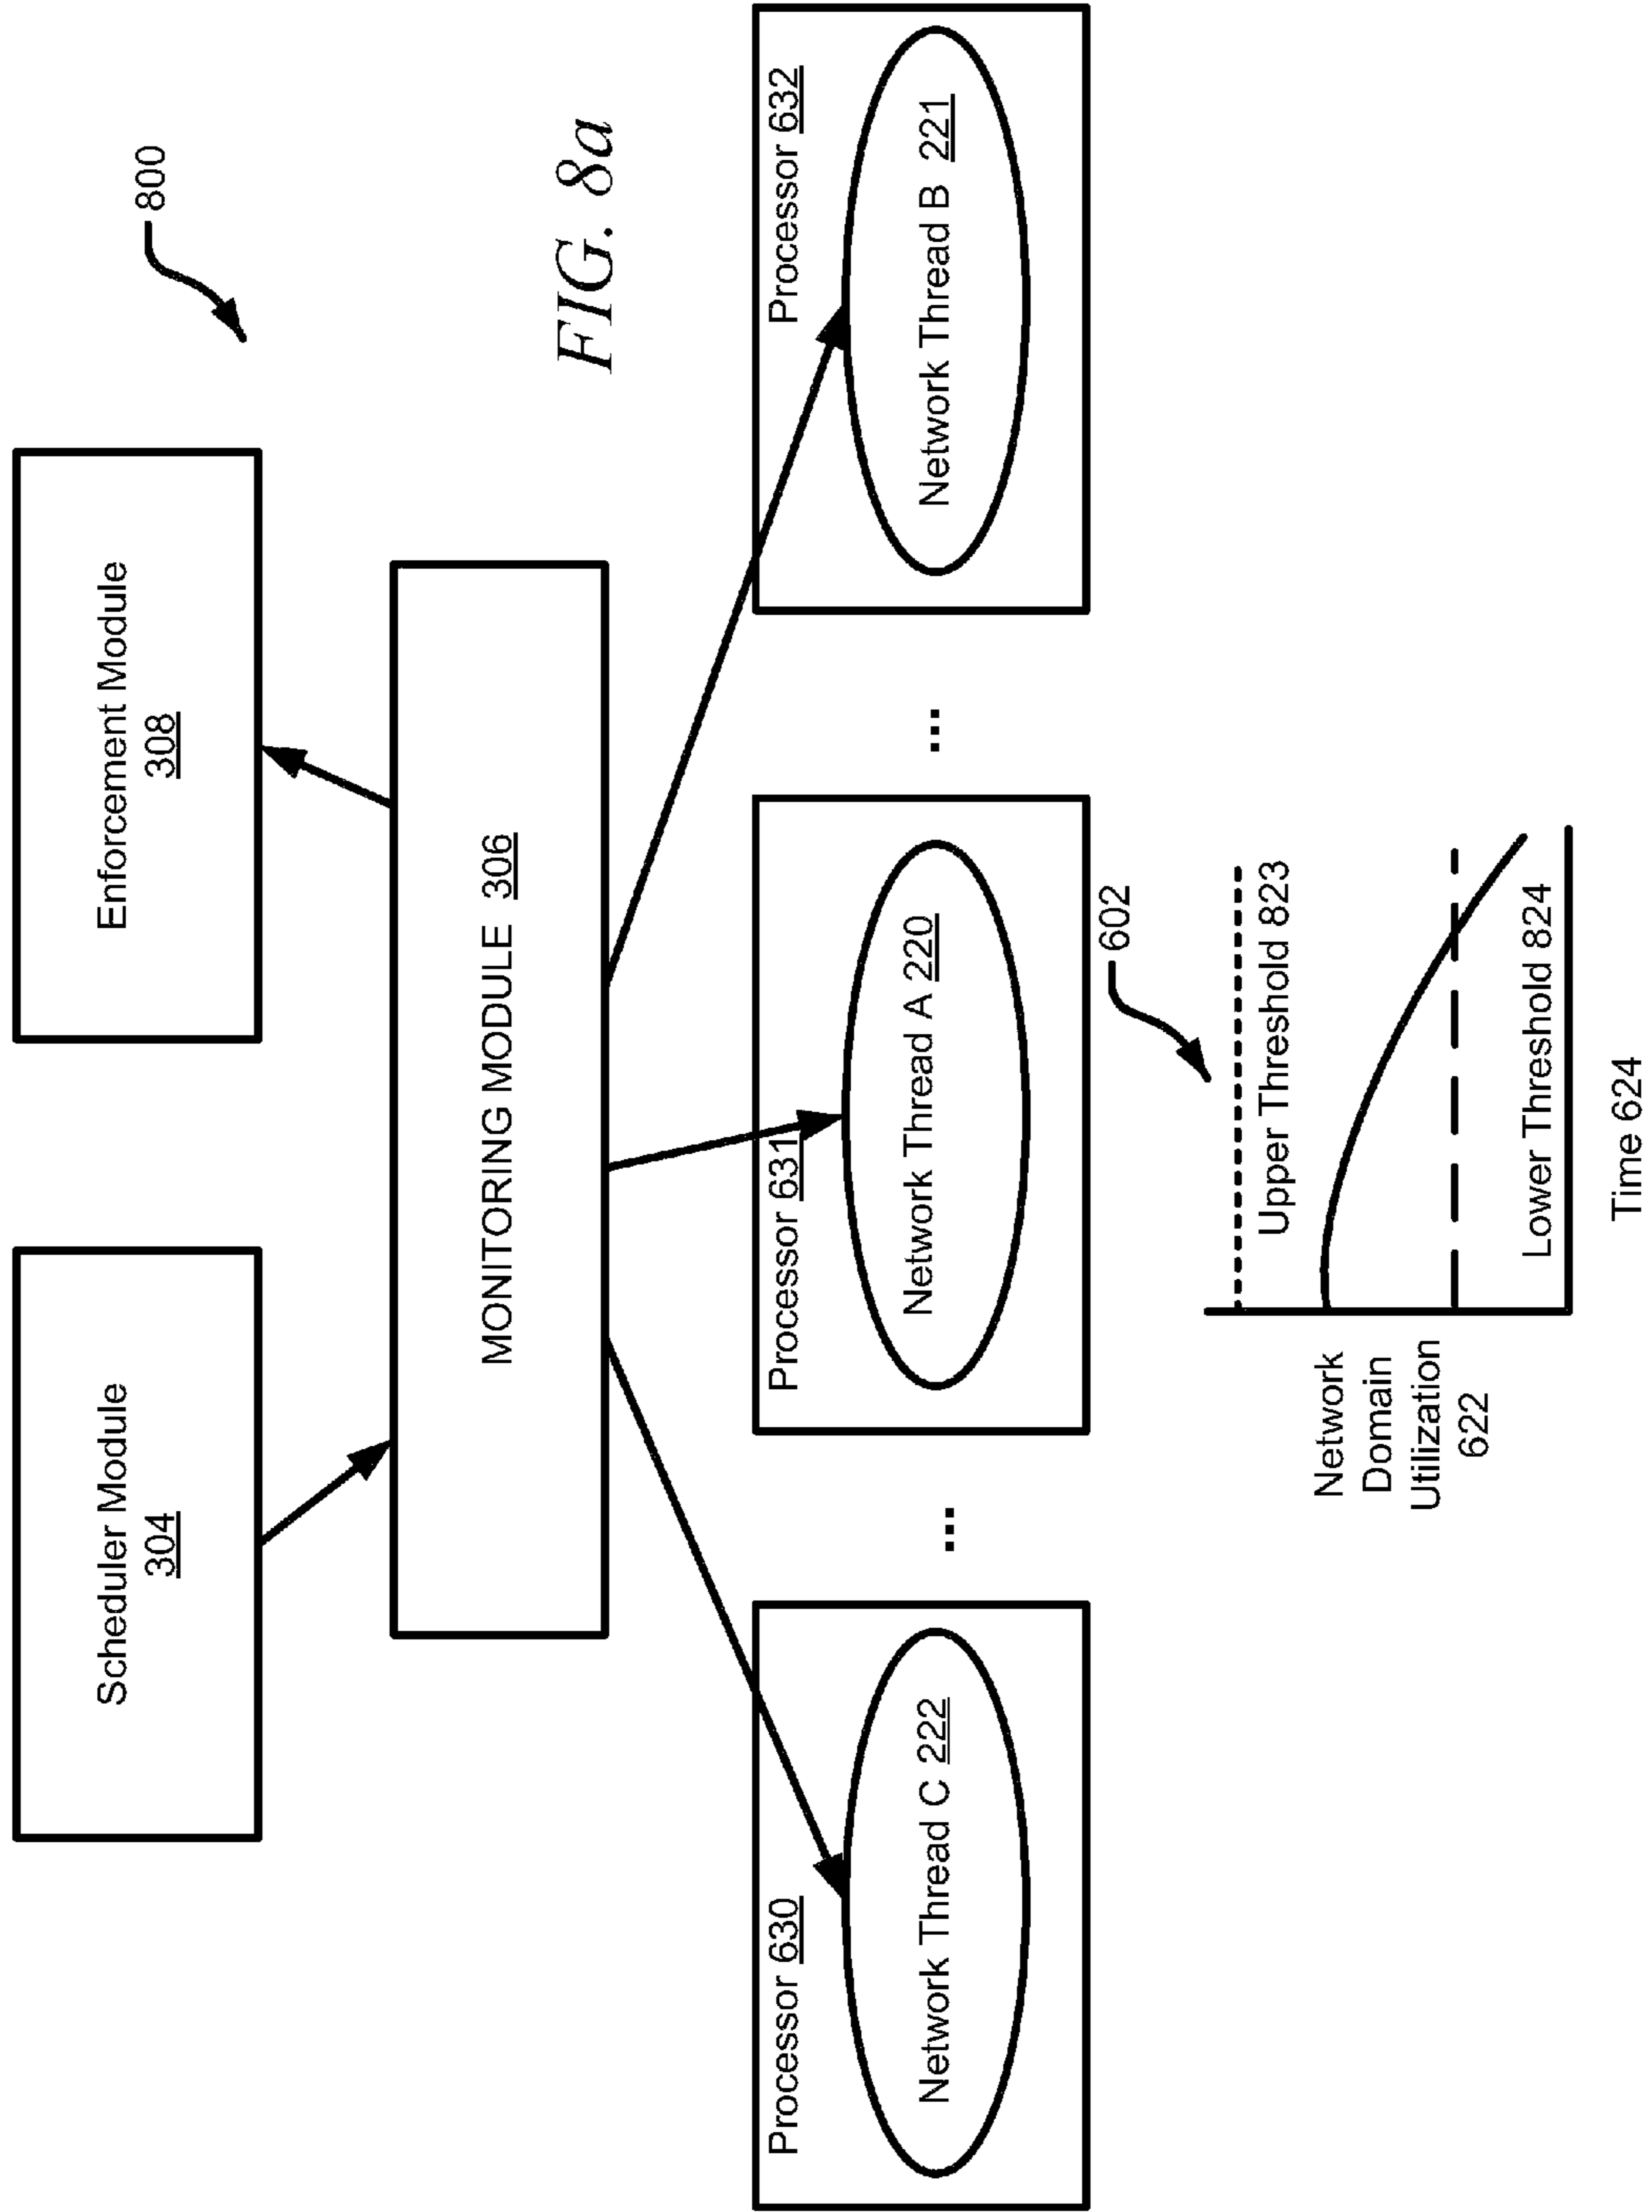 800
Scheduler Module
304
Enforcement Module
308
MONITORING MODULE 306
FIG. 8a
Processor 630
Network Thread C 222
...
Processor 631
Network Thread A 220
...
Processor 632
Network Thread B 221
602
Network
Domain
Utilization
622
Upper Threshold 823
Lower Threshold 824
Time 624